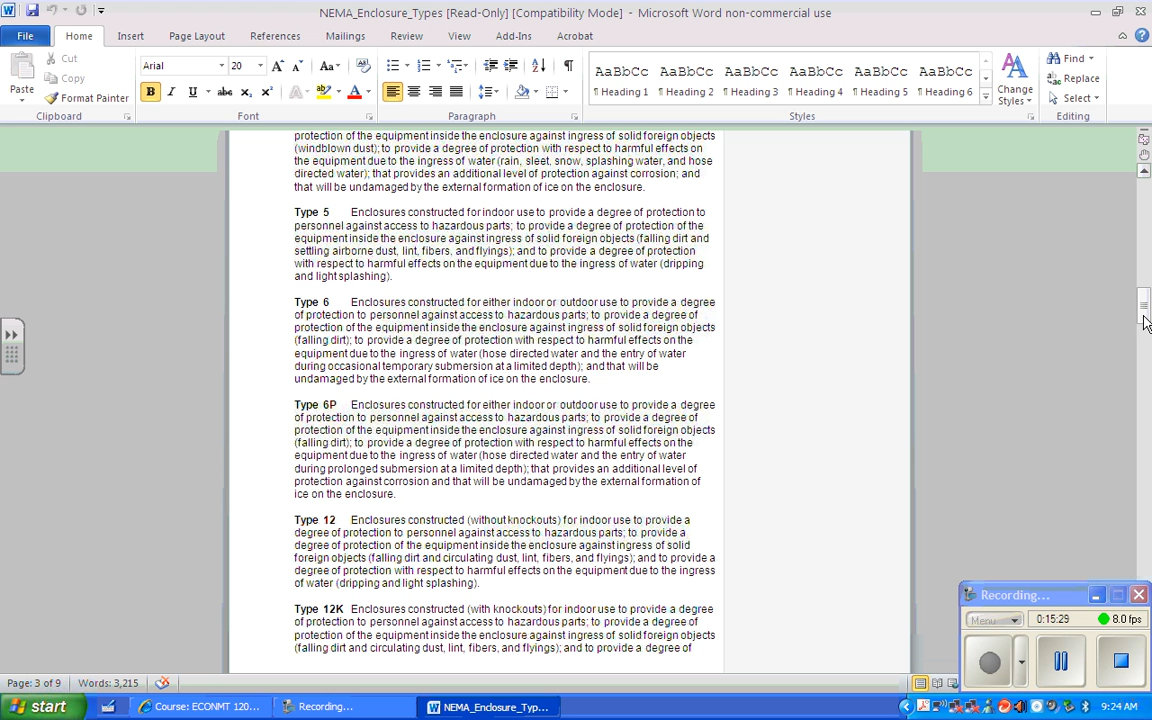 NEMA_Enclosure_Types [Read-Only] [Compatibility Mode] - Microsoft Word non-commercial use
File Home Insert Page Layout References Mailings Review View Add-Ins Acrobat
Paste
Cut
Copy
Format Painter
Clipboard
Arial 20
Font
Paragraph
AaBbCc AaBbCc AaBbCc AaBbCc AaBbCc AaBbCc
¶ Heading 1 ¶ Heading 2 ¶ Heading 3 ¶ Heading 4 ¶ Heading 5 ¶ Heading 6
Change
Styles
Styles
Find
Replace
Select
Editing
protection of the equipment inside the enclosure against ingress of solid foreign objects
(windblown dust); to provide a degree of protection with respect to harmful effects on
the equipment due to the ingress of water (rain, sleet, snow, splashing water, and hose
directed water); that provides an additional level of protection against corrosion; and
that will be undamaged by the external formation of ice on the enclosure.
Type 5 Enclosures constructed for indoor use to provide a degree of protection to
personnel against access to hazardous parts; to provide a degree of protection of the
equipment inside the enclosure against ingress of solid foreign objects (falling dirt and
settling airborne dust, lint, fibers, and flyings); and to provide a degree of protection
with respect to harmful effects on the equipment due to the ingress of water (dripping
and light splashing).
Type 6 Enclosures constructed for either indoor or outdoor use to provide a degree
of protection to personnel against access to hazardous parts; to provide a degree of
protection of the equipment inside the enclosure against ingress of solid foreign objects
(falling dirt); to provide a degree of protection with respect to harmful effects on the
equipment due to the ingress of water (hose directed water and the entry of water
during occasional temporary submersion at a limited depth); and that will be
undamaged by the external formation of ice on the enclosure.
Type 6P Enclosures constructed for either indoor or outdoor use to provide a degree
of protection to personnel against access to hazardous parts; to provide a degree of
protection of the equipment inside the enclosure against ingress of solid foreign objects
(falling dirt); to provide a degree of protection with respect to harmful effects on the
equipment due to the ingress of water (hose directed water and the entry of water
during prolonged submersion at a limited depth); that provides an additional level of
protection against corrosion and that will be undamaged by the external formation of
ice on the enclosure.
Type 12 Enclosures constructed (without knockouts) for indoor use to provide a
degree of protection to personnel against access to hazardous parts; to provide a
degree of protection of the equipment inside the enclosure against ingress of solid
foreign objects (falling dirt and circulating dust, lint, fibers, and flyings); and to provide a
degree of protection with respect to harmful effects on the equipment due to the ingress
of water (dripping and light splashing).
Type 12K Enclosures constructed (with knockouts) for indoor use to provide a degree
of protection to personnel against access to hazardous parts; to provide a degree of
protection of the equipment inside the enclosure against ingress of solid foreign objects
(falling dirt and circulating dust, lint, fibers, and flyings); and to provide a degree of
Recording...
Menu 0:15:29 8.0 fps
Page: 3 of 9 Words: 3,215
start Course: ECONMT 120... Recording... NEMA_Enclosure_Typ... 9:24 AM